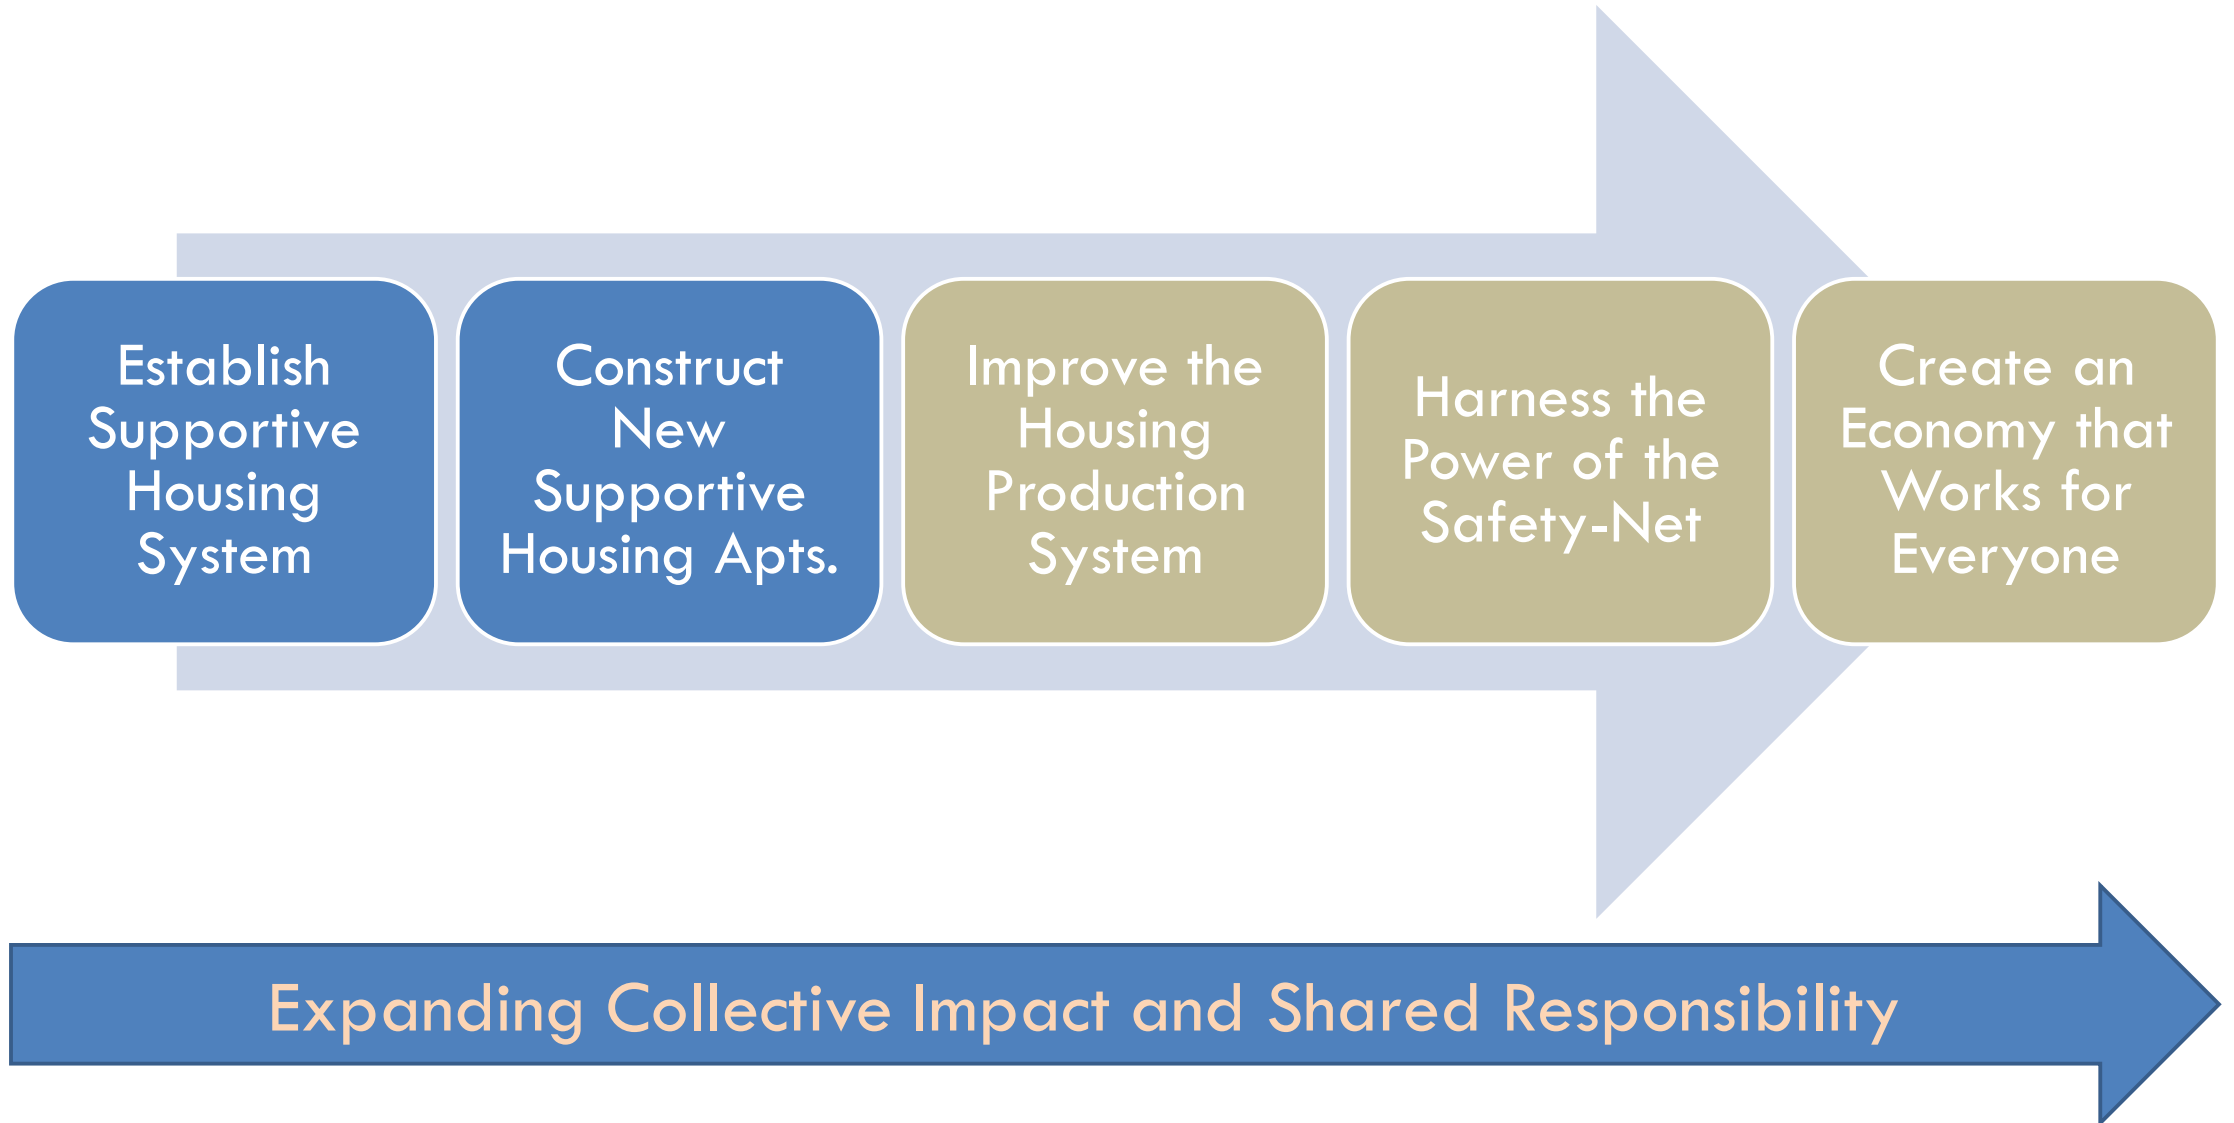 Establish
Supportive
Housing
System
Construct
New
Supportive
Housing Apts.
Improve the
Housing
Production
System
Harness the
Power of the
Safety-Net
Create an
Economy that
Works for
Everyone
Expanding Collective Impact and Shared Responsibility